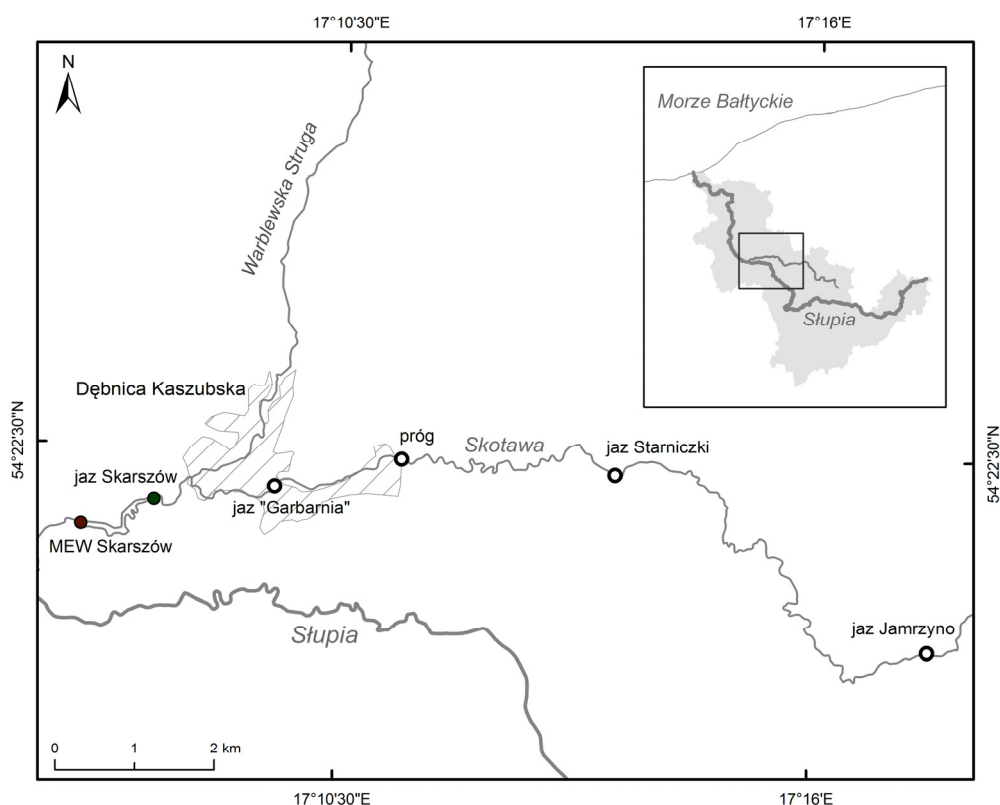 17°10'30"E
17°16'E
N
Morze Bałtyckie
Warblewska Struga
Słupia
Dębnica Kaszubska
54°22'30"N
54°22'30"N
próg
Skotawa
jaz Starniczki
jaz Skarszów
jaz "Garbarnia"
MEW Skarszów
jaz Jamrzyno
Słupia
0 1 2 km
17°10'30"E
17°16'E